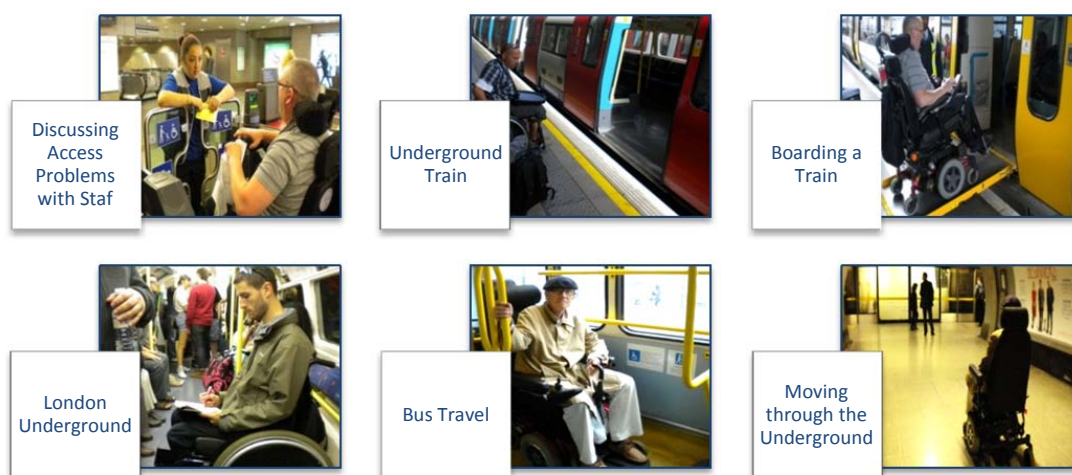 Discussing
Access
Problems
with Staf
Underground
Train
Boarding a
Train
London
Underground
Bus Travel
Moving
through the
Underground